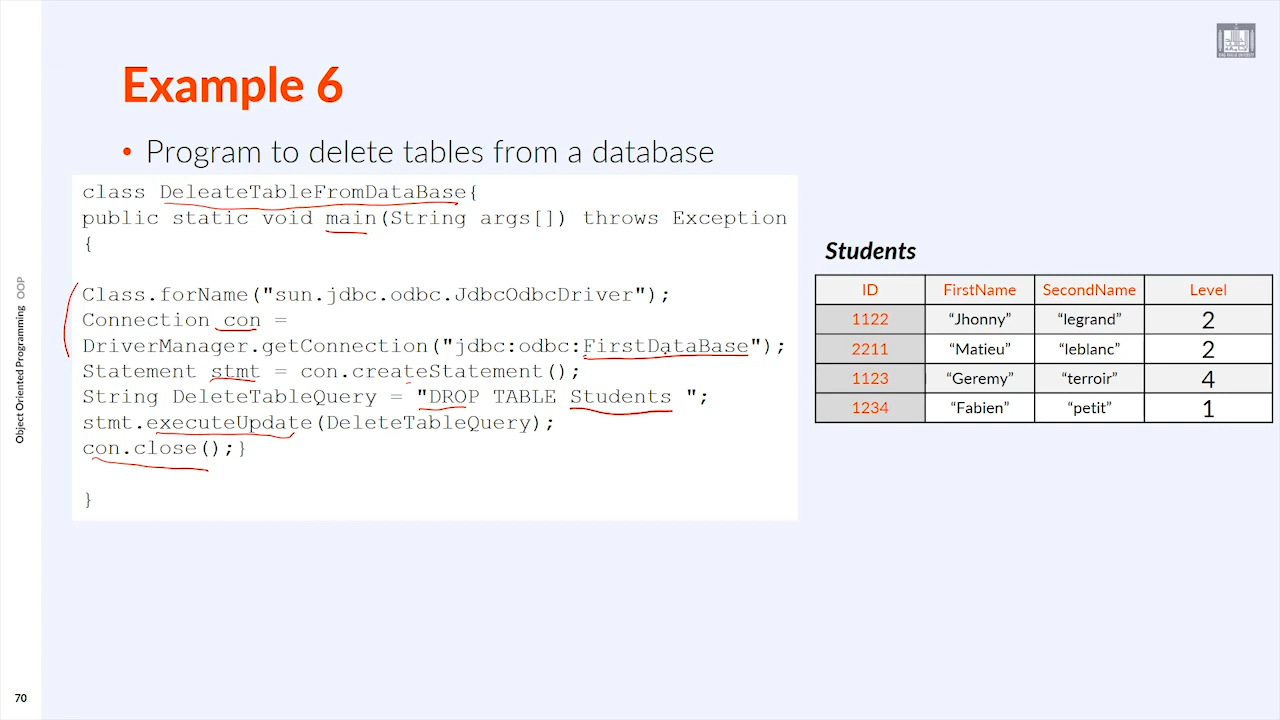 Example 6
• Program to delete tables from a database
class DeleateTableFromDataBase{
public static void main(String args[]) throws Exception
{
Class.forName("sun.jdbc.odbc.JdbcOdbcDriver");
Connection con =
DriverManager.getConnection("jdbc:odbc:FirstDataBase");
Statement stmt = con.createStatement();
String DeleteTableQuery = "DROP TABLE Students ";
stmt.executeUpdate(DeleteTableQuery);
con.close();}
}
Students
ID FirstName SecondName Level
1122 “Jhonny” “legrand” 2
2211 “Matieu” “leblanc” 2
1123 “Geremy” “terroir” 4
1234 “Fabien” “petit” 1
Object Oriented Programming OOP
70